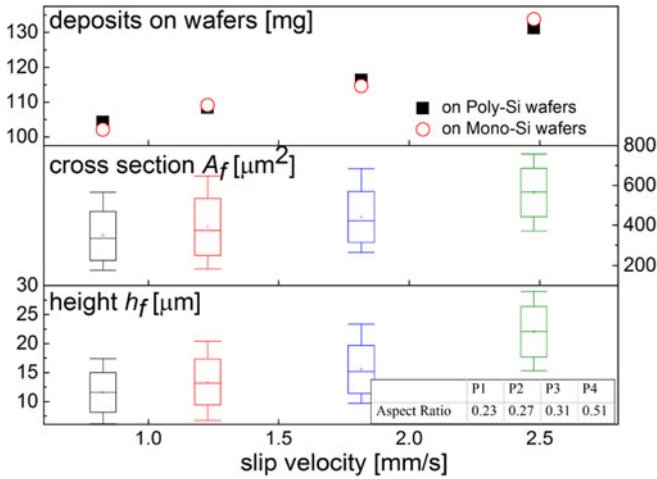 deposits on wafers [mg]
130
120
110
100
on Poly-Si wafers
on Mono-Si wafers
cross section A_f [μm²]
800
600
400
200
height h_f [μm]
30
25
20
15
10
P1 P2 P3 P4
Aspect Ratio 0.23 0.27 0.31 0.51
1.0 1.5 2.0 2.5
slip velocity [mm/s]